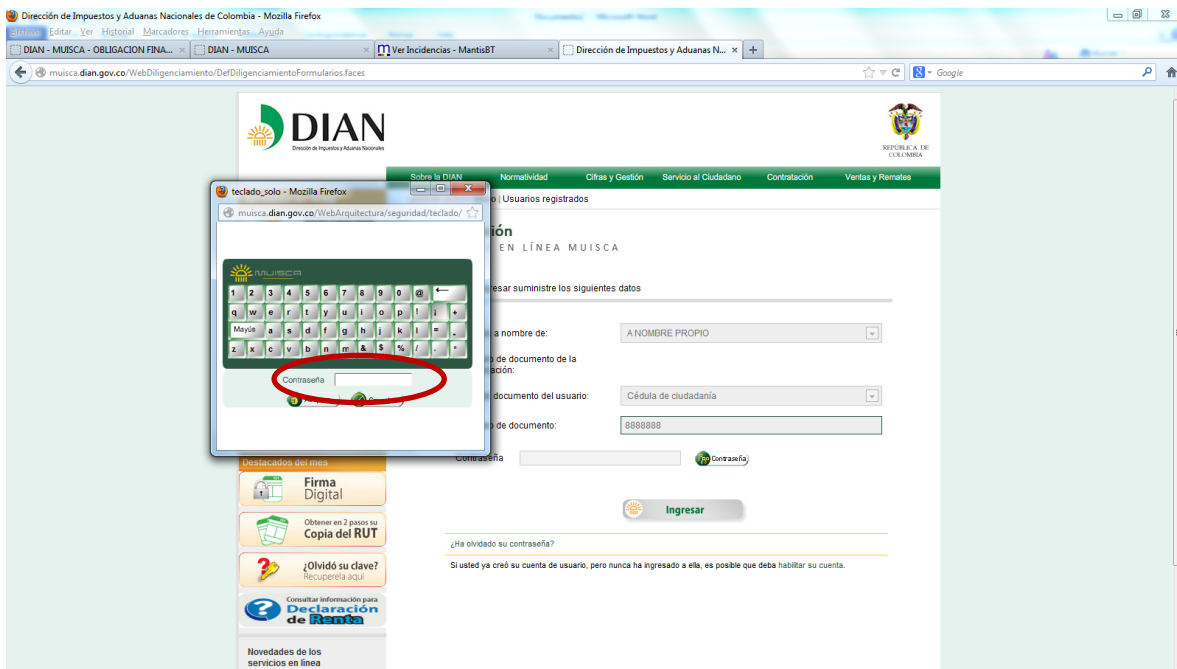 Dirección de Impuestos y Aduanas Nacionales de Colombia - Mozilla Firefox
Editar Ver Historial Marcadores Herramientas Ayuda
DIAN - MUISCA - OBLIGACION FINA... × DIAN - MUISCA × Ver Incidencias - MantisBT × Dirección de Impuestos y Aduanas N... × +
muisca.dian.gov.co/WebDiligenciamiento/DefDiligenciamientoFormularios.faces Google
DIAN
Dirección de Impuestos y Aduanas Nacionales
REPÚBLICA DE
COLOMBIA
Sobre la DIAN Normatividad Cifras y Gestión Servicio al Ciudadano Contratación Ventas y Remates
o | Usuarios registrados
ión
EN LÍNEA MUISCA
resar suministre los siguientes datos
a nombre de: A NOMBRE PROPIO
de documento de la
ación:
documento del usuario: Cédula de ciudadanía
o de documento: 8888888
Contraseña Contraseña
Ingresar
¿Ha olvidado su contraseña?
Si usted ya creó su cuenta de usuario, pero nunca ha ingresado a ella, es posible que deba habilitar su cuenta.
teclado_solo - Mozilla Firefox
muisca.dian.gov.co/WebArquitectura/seguridad/teclado/
MUISCA
1 2 3 4 5 6 7 8 9 0 @ ←
q w e r t y u i o p ! ¡ +
Mayús a s d f g h j k l = -
z x c v b n m & $ % / . *
Contraseña
Destacados del mes
Firma
Digital
Obtener en 2 pasos su
Copia del RUT
¿Olvidó su clave?
Recuperela aquí
Consultar información para
Declaración
de Renta
Novedades de los
servicios en línea